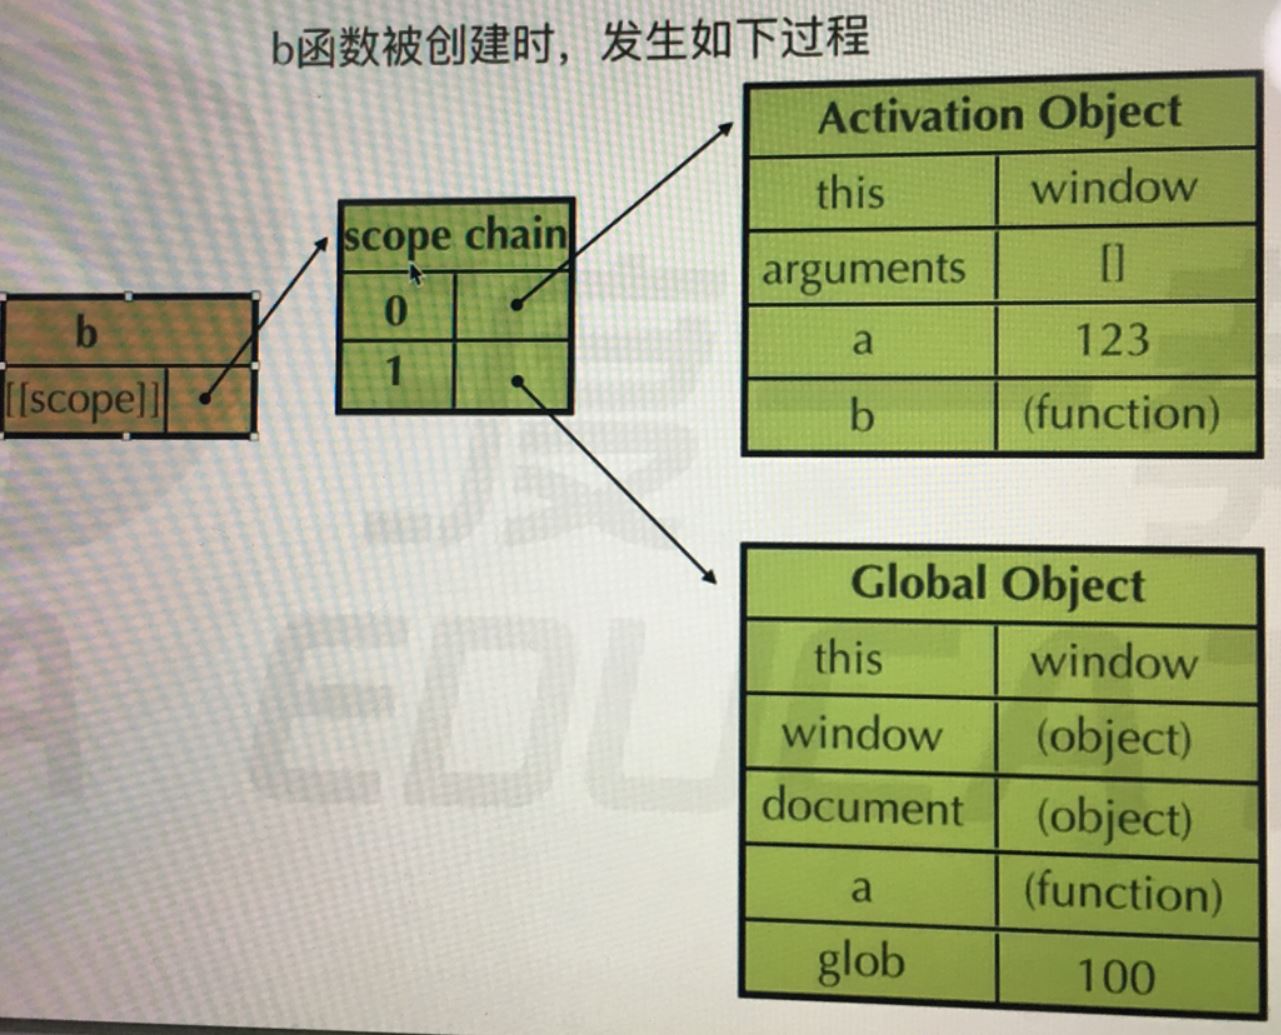 b函数被创建时，发生如下过程
b
[[scope]]
scope chain
0
1
Activation Object
this window
arguments []
a 123
b (function)
Global Object
this window
window (object)
document (object)
a (function)
glob 100
EDUCA